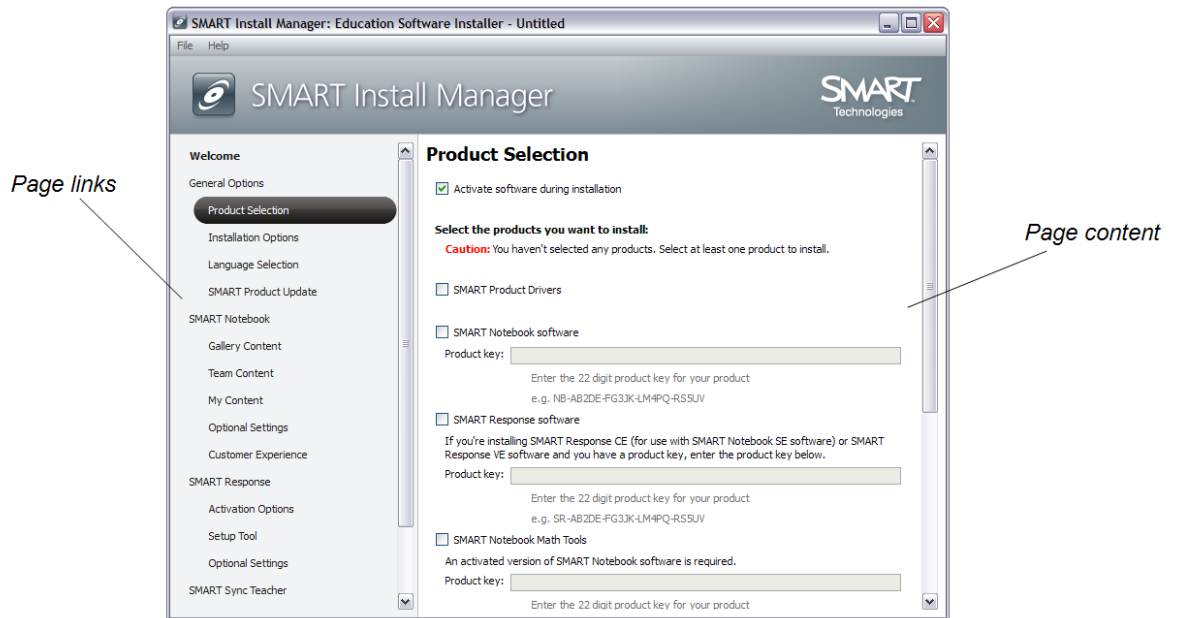 SMART Install Manager: Education Software Installer - Untitled
File Help
SMART Install Manager
SMART
Technologies
Page links
Welcome
General Options
Product Selection
Installation Options
Language Selection
SMART Product Update
SMART Notebook
Gallery Content
Team Content
My Content
Optional Settings
Customer Experience
SMART Response
Activation Options
Setup Tool
Optional Settings
SMART Sync Teacher
Product Selection
Activate software during installation
Select the products you want to install:
Caution: You haven't selected any products. Select at least one product to install.
SMART Product Drivers
SMART Notebook software
Product key:
Enter the 22 digit product key for your product
e.g. NB-AB2DE-FG3JK-LM4PQ-RS5UV
SMART Response software
If you're installing SMART Response CE (for use with SMART Notebook SE software) or SMART
Response VE software and you have a product key, enter the product key below.
Product key:
Enter the 22 digit product key for your product
e.g. SR-AB2DE-FG3JK-LM4PQ-RS5UV
SMART Notebook Math Tools
An activated version of SMART Notebook software is required.
Product key:
Enter the 22 digit product key for your product
Page content